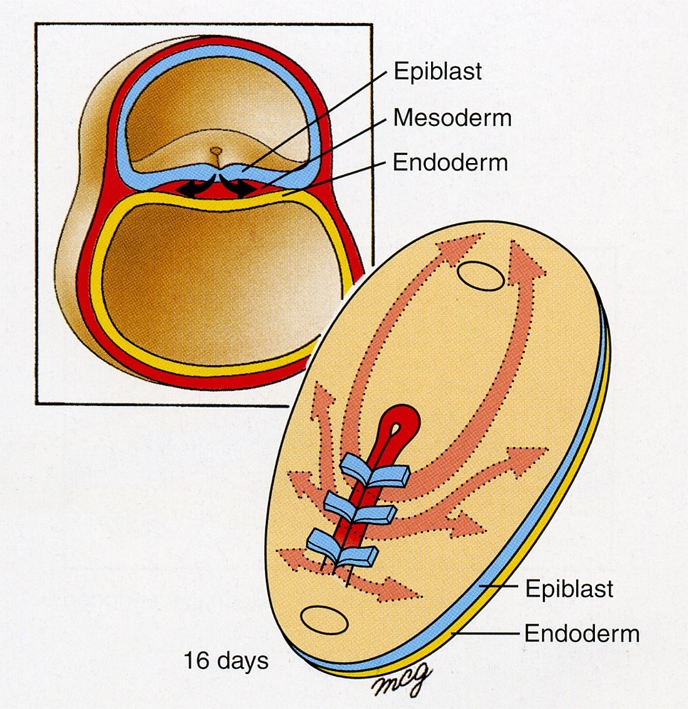 Epiblast
Mesoderm
Endoderm
Epiblast
Endoderm
16 days
mcg